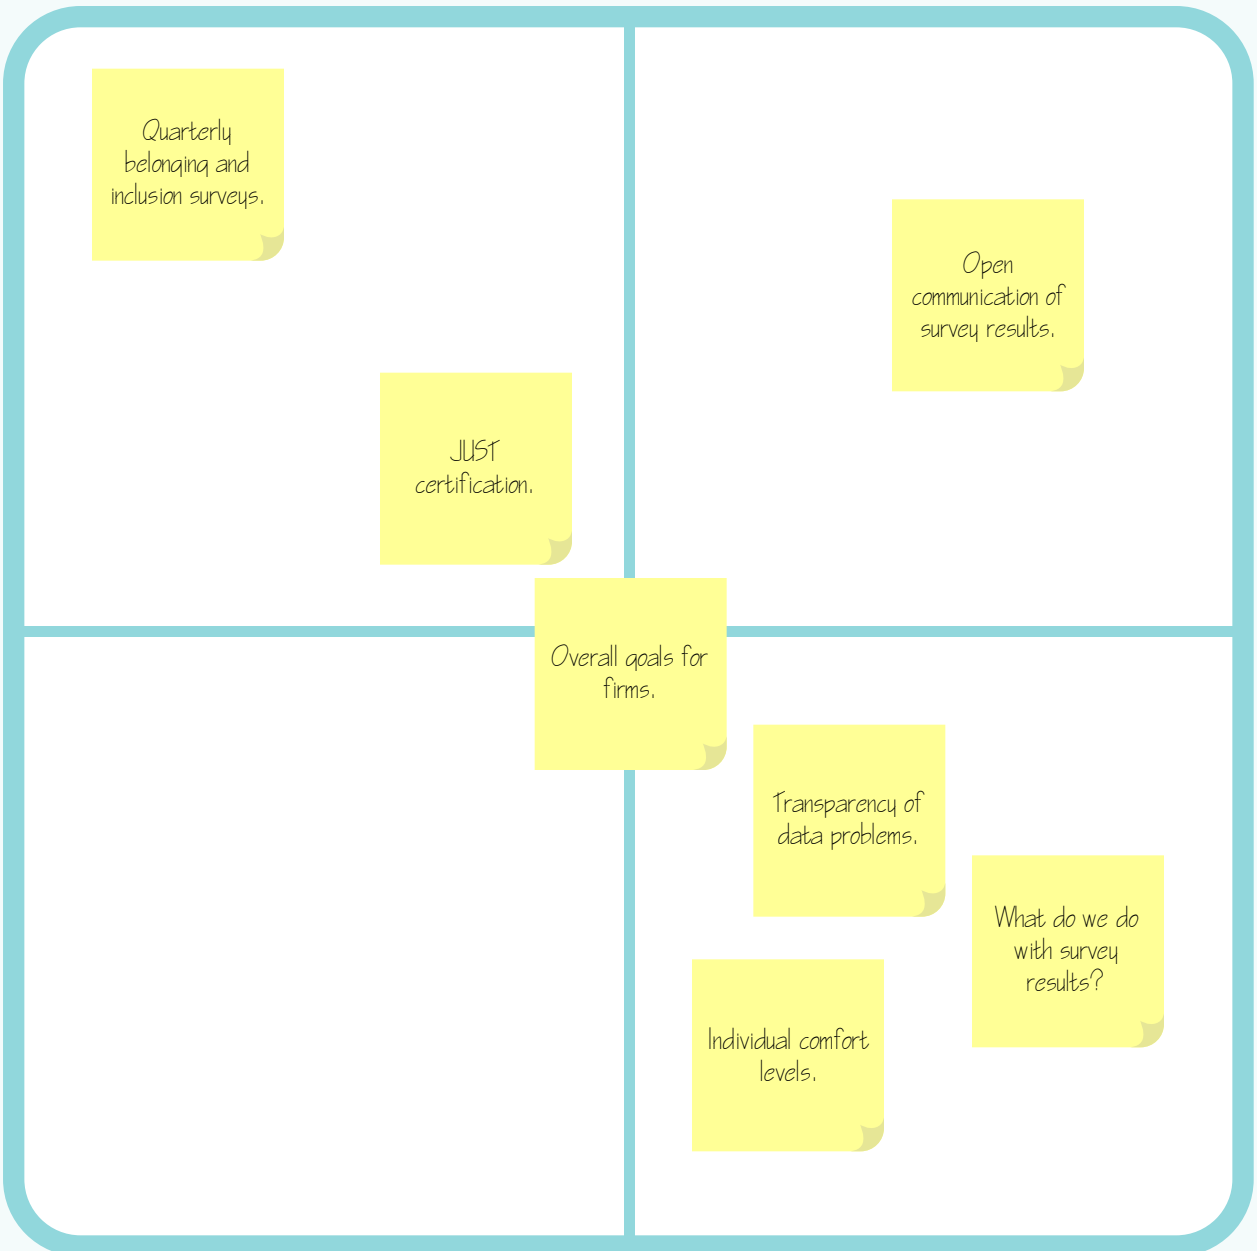 Quarterly
belonging and
inclusion surveys.
Open
communication of
survey results.
JUST
certification.
Overall goals for
firms.
Transparency of
data problems.
What do we do
with survey
results?
Individual comfort
levels.